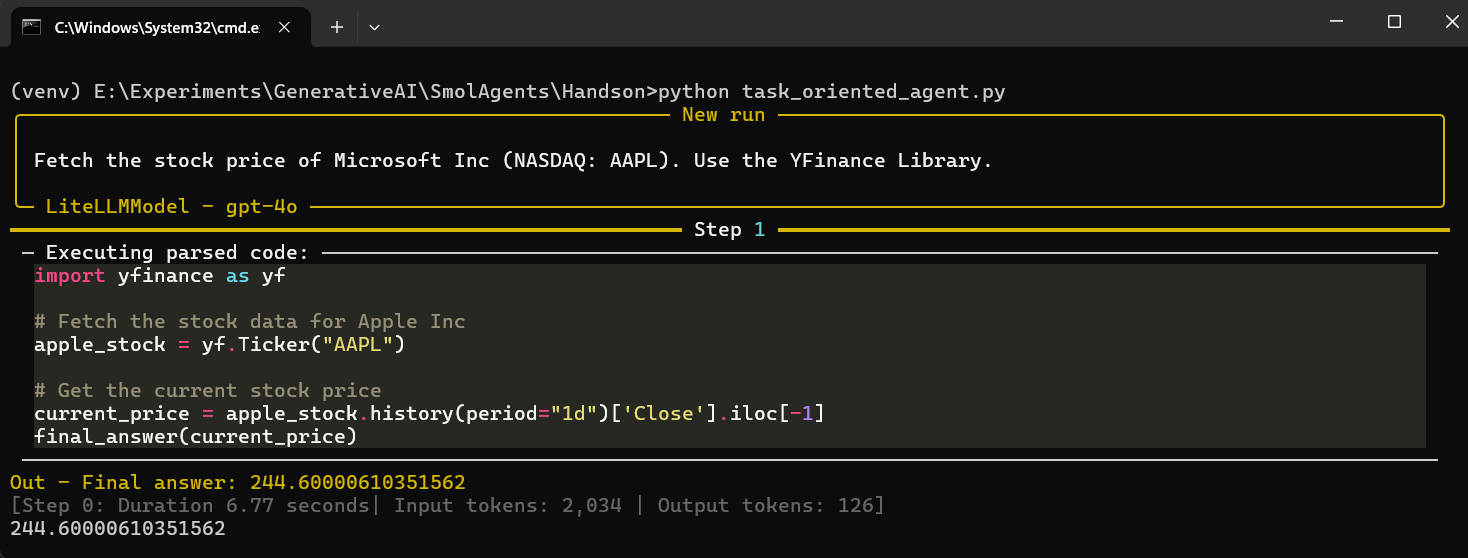 C:\Windows\System32\cmd.e
(venv) E:\Experiments\GenerativeAI\SmolAgents\Handson>python task_oriented_agent.py
New run
Fetch the stock price of Microsoft Inc (NASDAQ: AAPL). Use the YFinance Library.
LiteLLMModel - gpt-4o
Step 1
Executing parsed code:
import yfinance as yf
# Fetch the stock data for Apple Inc
apple_stock = yf.Ticker("AAPL")
# Get the current stock price
current_price = apple_stock.history(period="1d")['Close'].iloc[-1]
final_answer(current_price)
Out - Final answer: 244.60000610351562
[Step 0: Duration 6.77 seconds| Input tokens: 2,034 | Output tokens: 126]
244.60000610351562